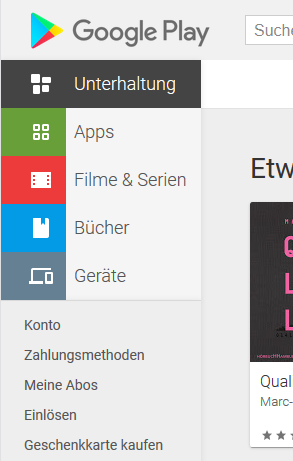 Google Play
Suche
Unterhaltung
Apps
Filme & Serien
Bücher
Geräte
Konto
Zahlungsmethoden
Meine Abos
Einlösen
Geschenkkarte kaufen
Etw
Qual
Marc-